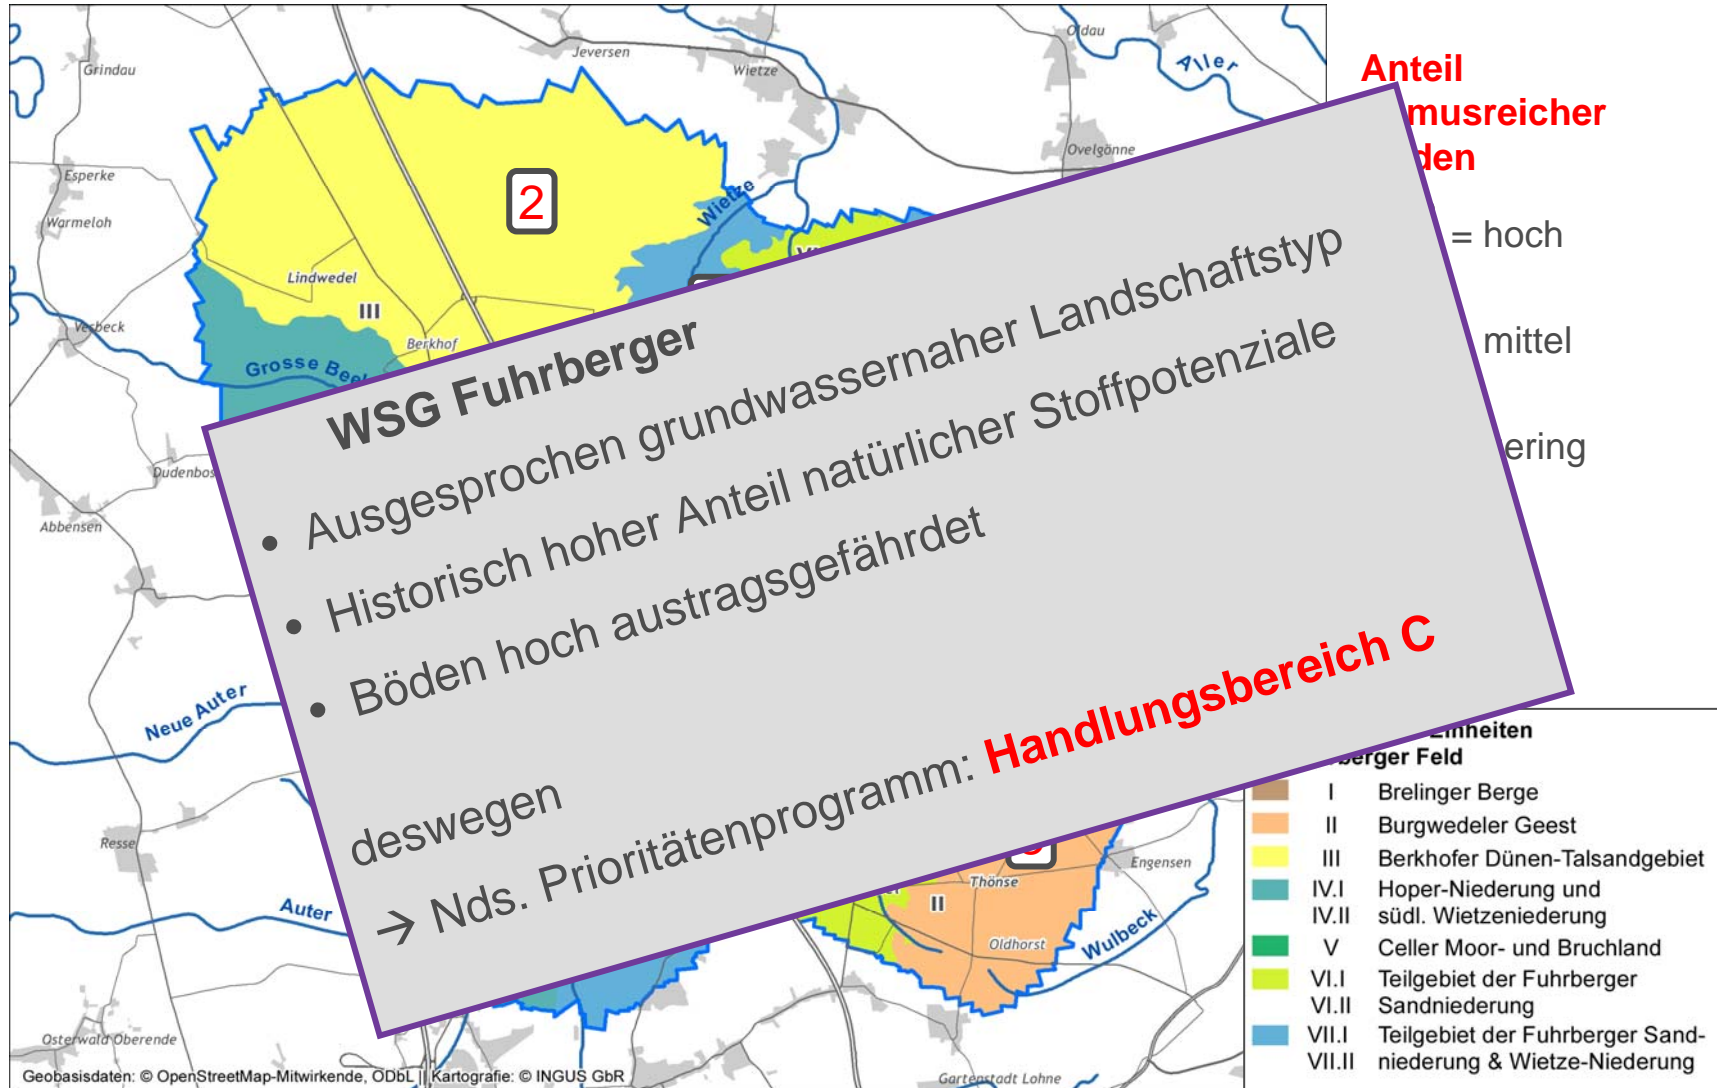 Grindau
Jeversen
Wietze
Oldau
Aller
Anteil
musreicher
den
Esperke
2
Ovelgönne
Warmeloh
Wietze
= hoch
Lindwedel
III
mittel
Berkhof
Grosse Beek
ering
Dudenbos
Abbensen
WSG Fuhrberger
• Ausgesprochen grundwassernaher Landschaftstyp
• Historisch hoher Anteil natürlicher Stoffpotenziale
• Böden hoch austragsgefährdet
deswegen
→ Nds. Prioritätenprogramm: Handlungsbereich C
Neue Auter
Resse
Auter
Engensen
Thönse
II
Oldhorst
Wulbeck
Einheiten
berger Feld
I Brelinger Berge
II Burgwedeler Geest
III Berkhofer Dünen-Talsandgebiet
IV.I Hoper-Niederung und
IV.II südl. Wietzeniederung
V Celler Moor- und Bruchland
VI.I Teilgebiet der Fuhrberger
VI.II Sandniederung
VII.I Teilgebiet der Fuhrberger Sand-
VII.II niederung & Wietze-Niederung
Osterwald Oberende
Gartenstadt Lohne
Geobasisdaten: © OpenStreetMap-Mitwirkende, ODbL || Kartografie: © INGUS GbR